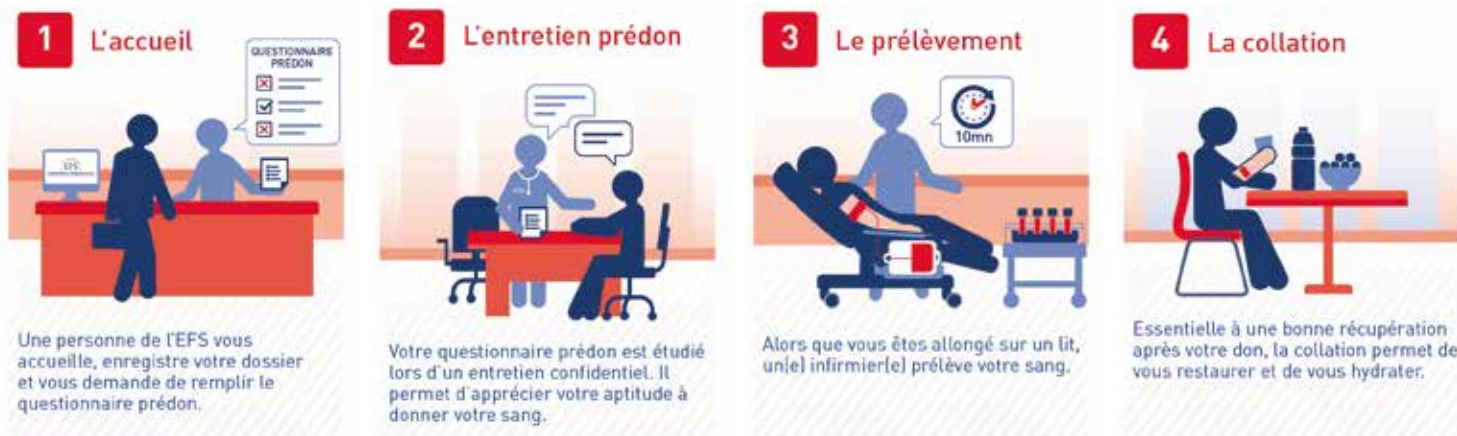 1 L'accueil
QUESTIONNAIRE
PRÉDON
EFS
Une personne de l'EFS vous
accueille, enregistre votre dossier
et vous demande de remplir le
questionnaire prédon.
2 L'entretien prédon
Votre questionnaire prédon est étudié
lors d'un entretien confidentiel. Il
permet d'apprécier votre aptitude à
donner votre sang.
3 Le prélèvement
10mn
Alors que vous êtes allongé sur un lit,
un(e) infirmier(e) prélève votre sang.
4 La collation
Essentielle à une bonne récupération
après votre don, la collation permet de
vous restaurer et de vous hydrater.